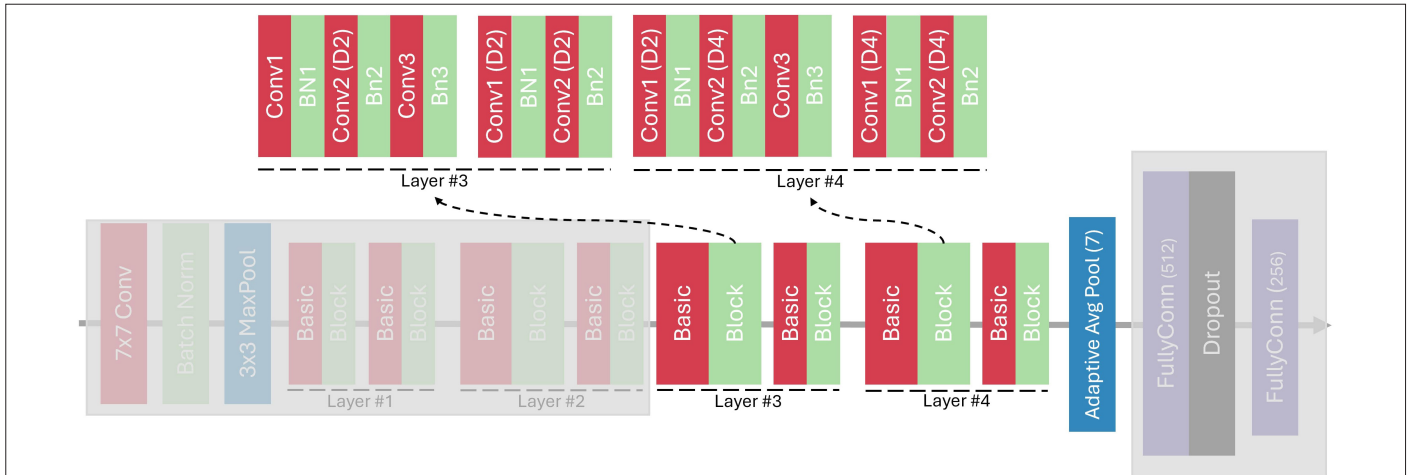 Conv1
BN1
Conv2 (D2)
Bn2
Conv3
Bn3
Conv1 (D2)
BN1
Conv2 (D2)
Bn2
Layer #3
Conv1 (D2)
BN1
Conv2 (D4)
Bn2
Conv3
Bn3
Conv1 (D4)
BN1
Conv2 (D4)
Bn2
Layer #4
7x7 Conv
Batch Norm
3x3 MaxPool
Basic
Block
Basic
Block
Layer #1
Basic
Block
Basic
Block
Layer #2
Basic
Block
Basic
Block
Layer #3
Basic
Block
Basic
Block
Layer #4
Adaptive Avg Pool (7)
FullyConn (512)
Dropout
FullyConn (256)